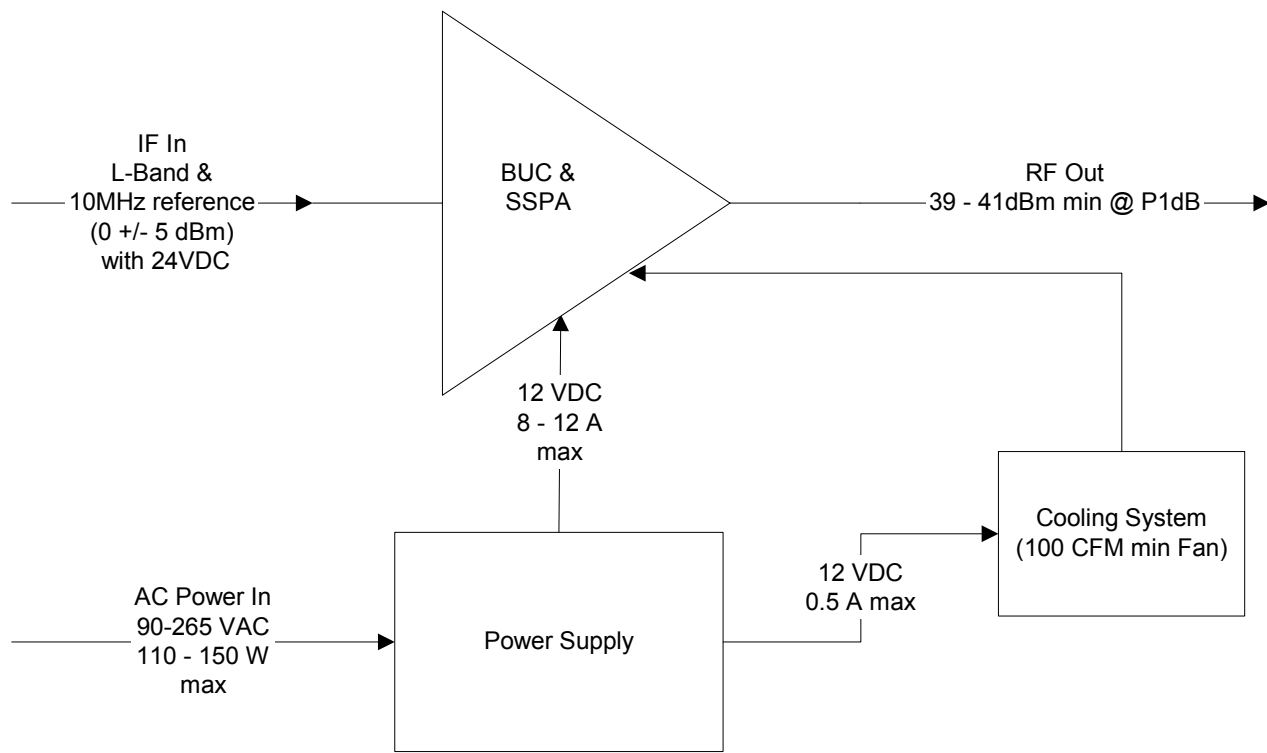 IF In
L-Band &
10MHz reference
(0 +/- 5 dBm)
with 24VDC
BUC &
SSPA
RF Out
39 - 41dBm min @ P1dB
12 VDC
8 - 12 A
max
Cooling System
(100 CFM min Fan)
12 VDC
0.5 A max
AC Power In
90-265 VAC
110 - 150 W
max
Power Supply